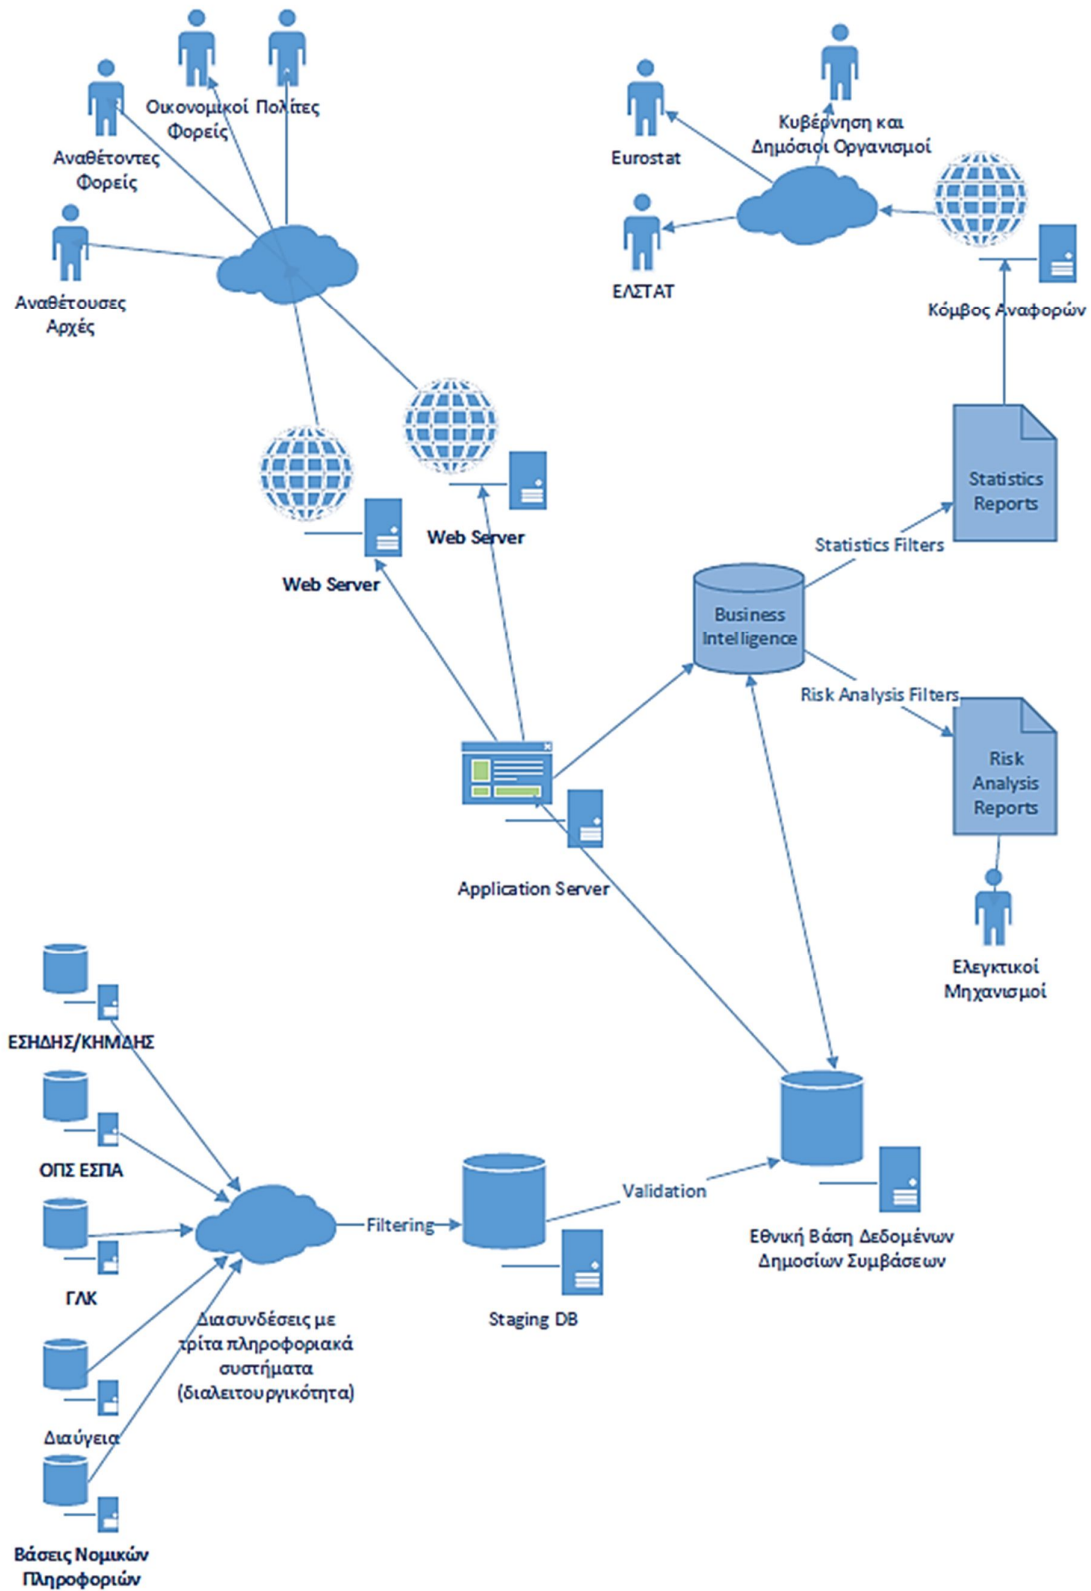 Οικονομικοί
Φορείς
Πολίτες
Αναθέτοντες
Φορείς
Αναθέτουσες
Αρχές
Κυβέρνηση και
Δημόσιοι Οργανισμοί
Eurostat
ΕΛΣΤΑΤ
Κόμβος Αναφορών
Web Server
Web Server
Statistics
Reports
Statistics Filters
Business
Intelligence
Risk Analysis Filters
Risk
Analysis
Reports
Application Server
Ελεγκτικοί
Μηχανισμοί
ΕΣΗΔΗΣ/ΚΗΜΔΗΣ
ΟΠΣ ΕΣΠΑ
ΓΛΚ
Διαύγεια
Βάσεις Νομικών
Πληροφοριών
Διασυνδέσεις με
τρίτα πληροφοριακά
συστήματα
(διαλειτουργικότητα)
Filtering
Staging DB
Validation
Εθνική Βάση Δεδομένων
Δημοσίων Συμβάσεων